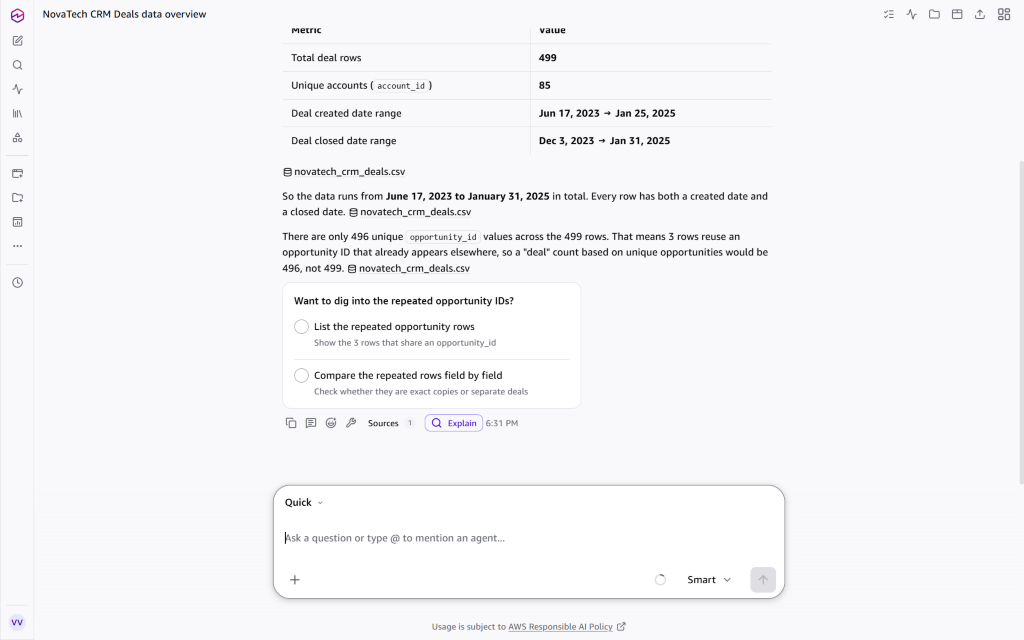 NovaTech CRM Deals data overview
Metric Value
Total deal rows 499
Unique accounts ( account_id ) 85
Deal created date range Jun 17, 2023 → Jan 25, 2025
Deal closed date range Dec 3, 2023 → Jan 31, 2025
novatech_crm_deals.csv
So the data runs from June 17, 2023 to January 31, 2025 in total. Every row has both a created date and
a closed date. novatech_crm_deals.csv
There are only 496 unique opportunity_id values across the 499 rows. That means 3 rows reuse an
opportunity ID that already appears elsewhere, so a "deal" count based on unique opportunities would be
496, not 499. novatech_crm_deals.csv
Want to dig into the repeated opportunity IDs?
List the repeated opportunity rows
Show the 3 rows that share an opportunity_id
Compare the repeated rows field by field
Check whether they are exact copies or separate deals
Sources 1 Explain 6:31 PM
Quick
Ask a question or type @ to mention an agent...
Smart
VV
Usage is subject to AWS Responsible AI Policy